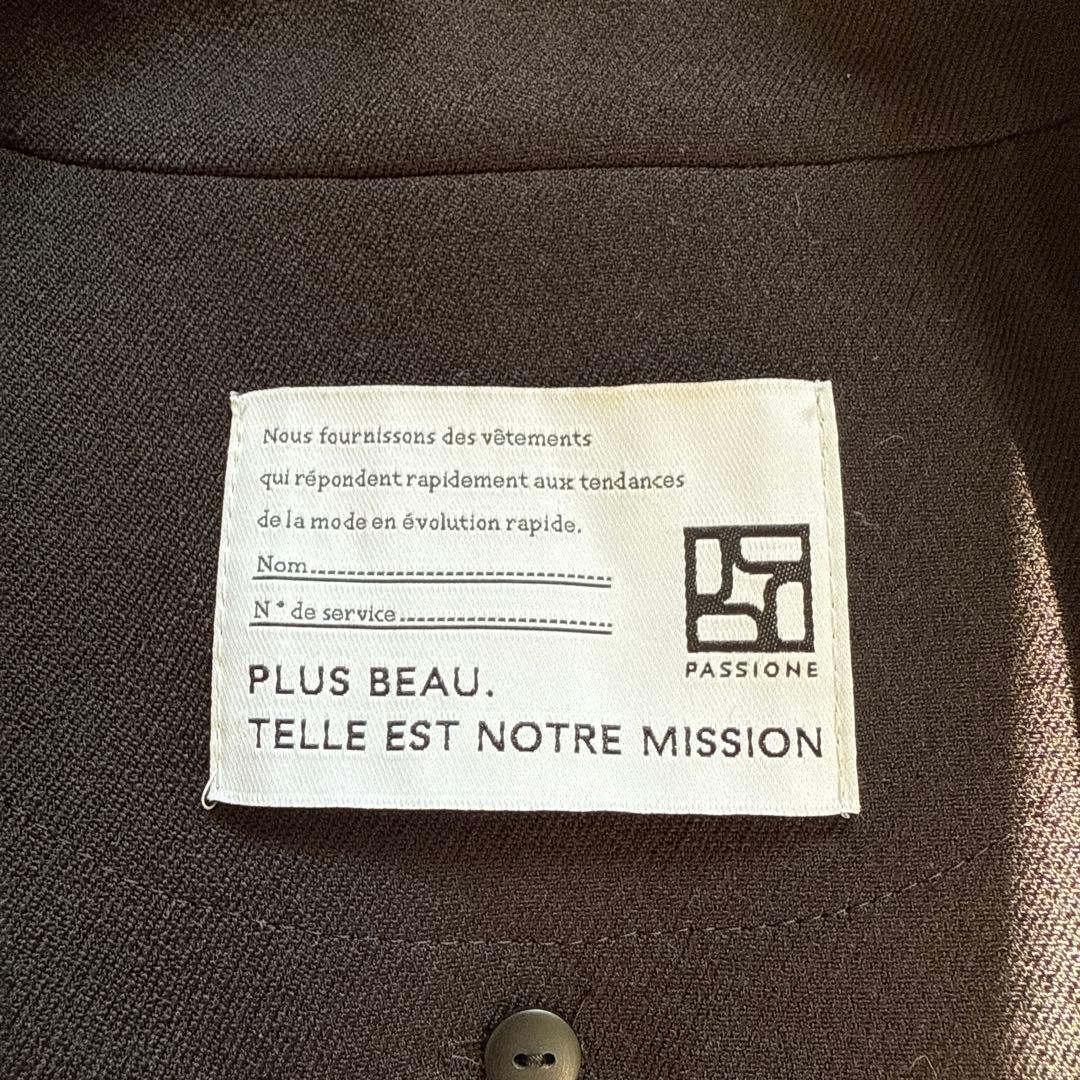 Nous fournissons des vêtements
qui répondent rapidement aux tendances
de la mode en évolution rapide.
Nom
N° de service
PASSIONE
PLUS BEAU.
TELLE EST NOTRE MISSION